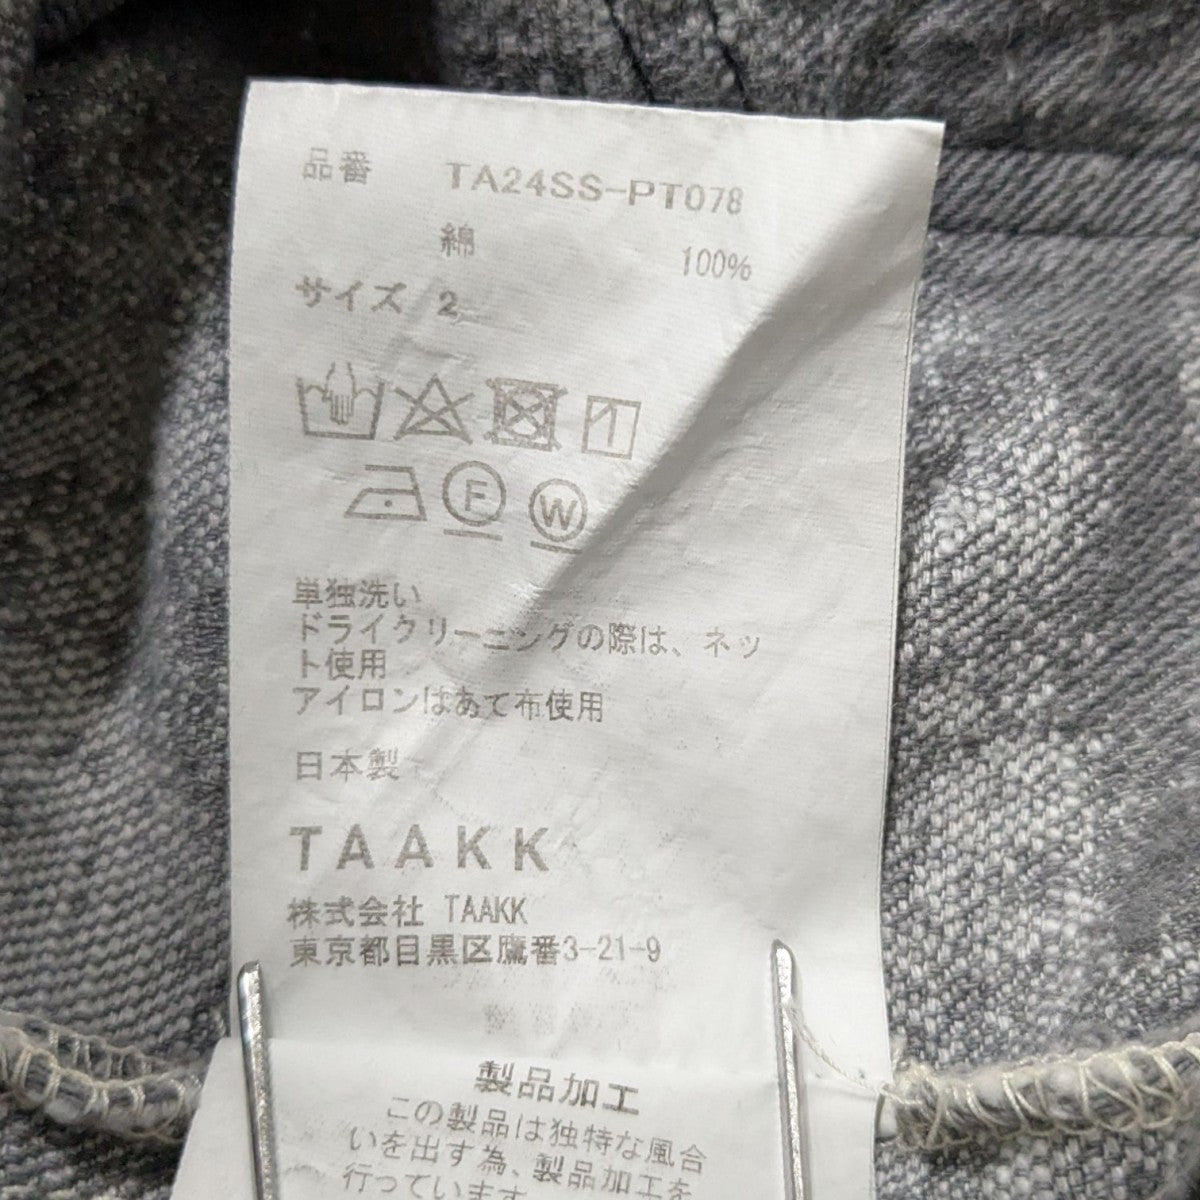 品番 TA24SS-PT078
綿 100%
サイズ 2
F W
単独洗い
ドライクリーニングの際は、ネッ
ト使用
アイロンはあて布使用
日本製
TAAKK
株式会社 TAAKK
東京都目黒区鷹番3-21-9
製品加工
この製品は独特な風合
いを出す為、製品加工を
行っています